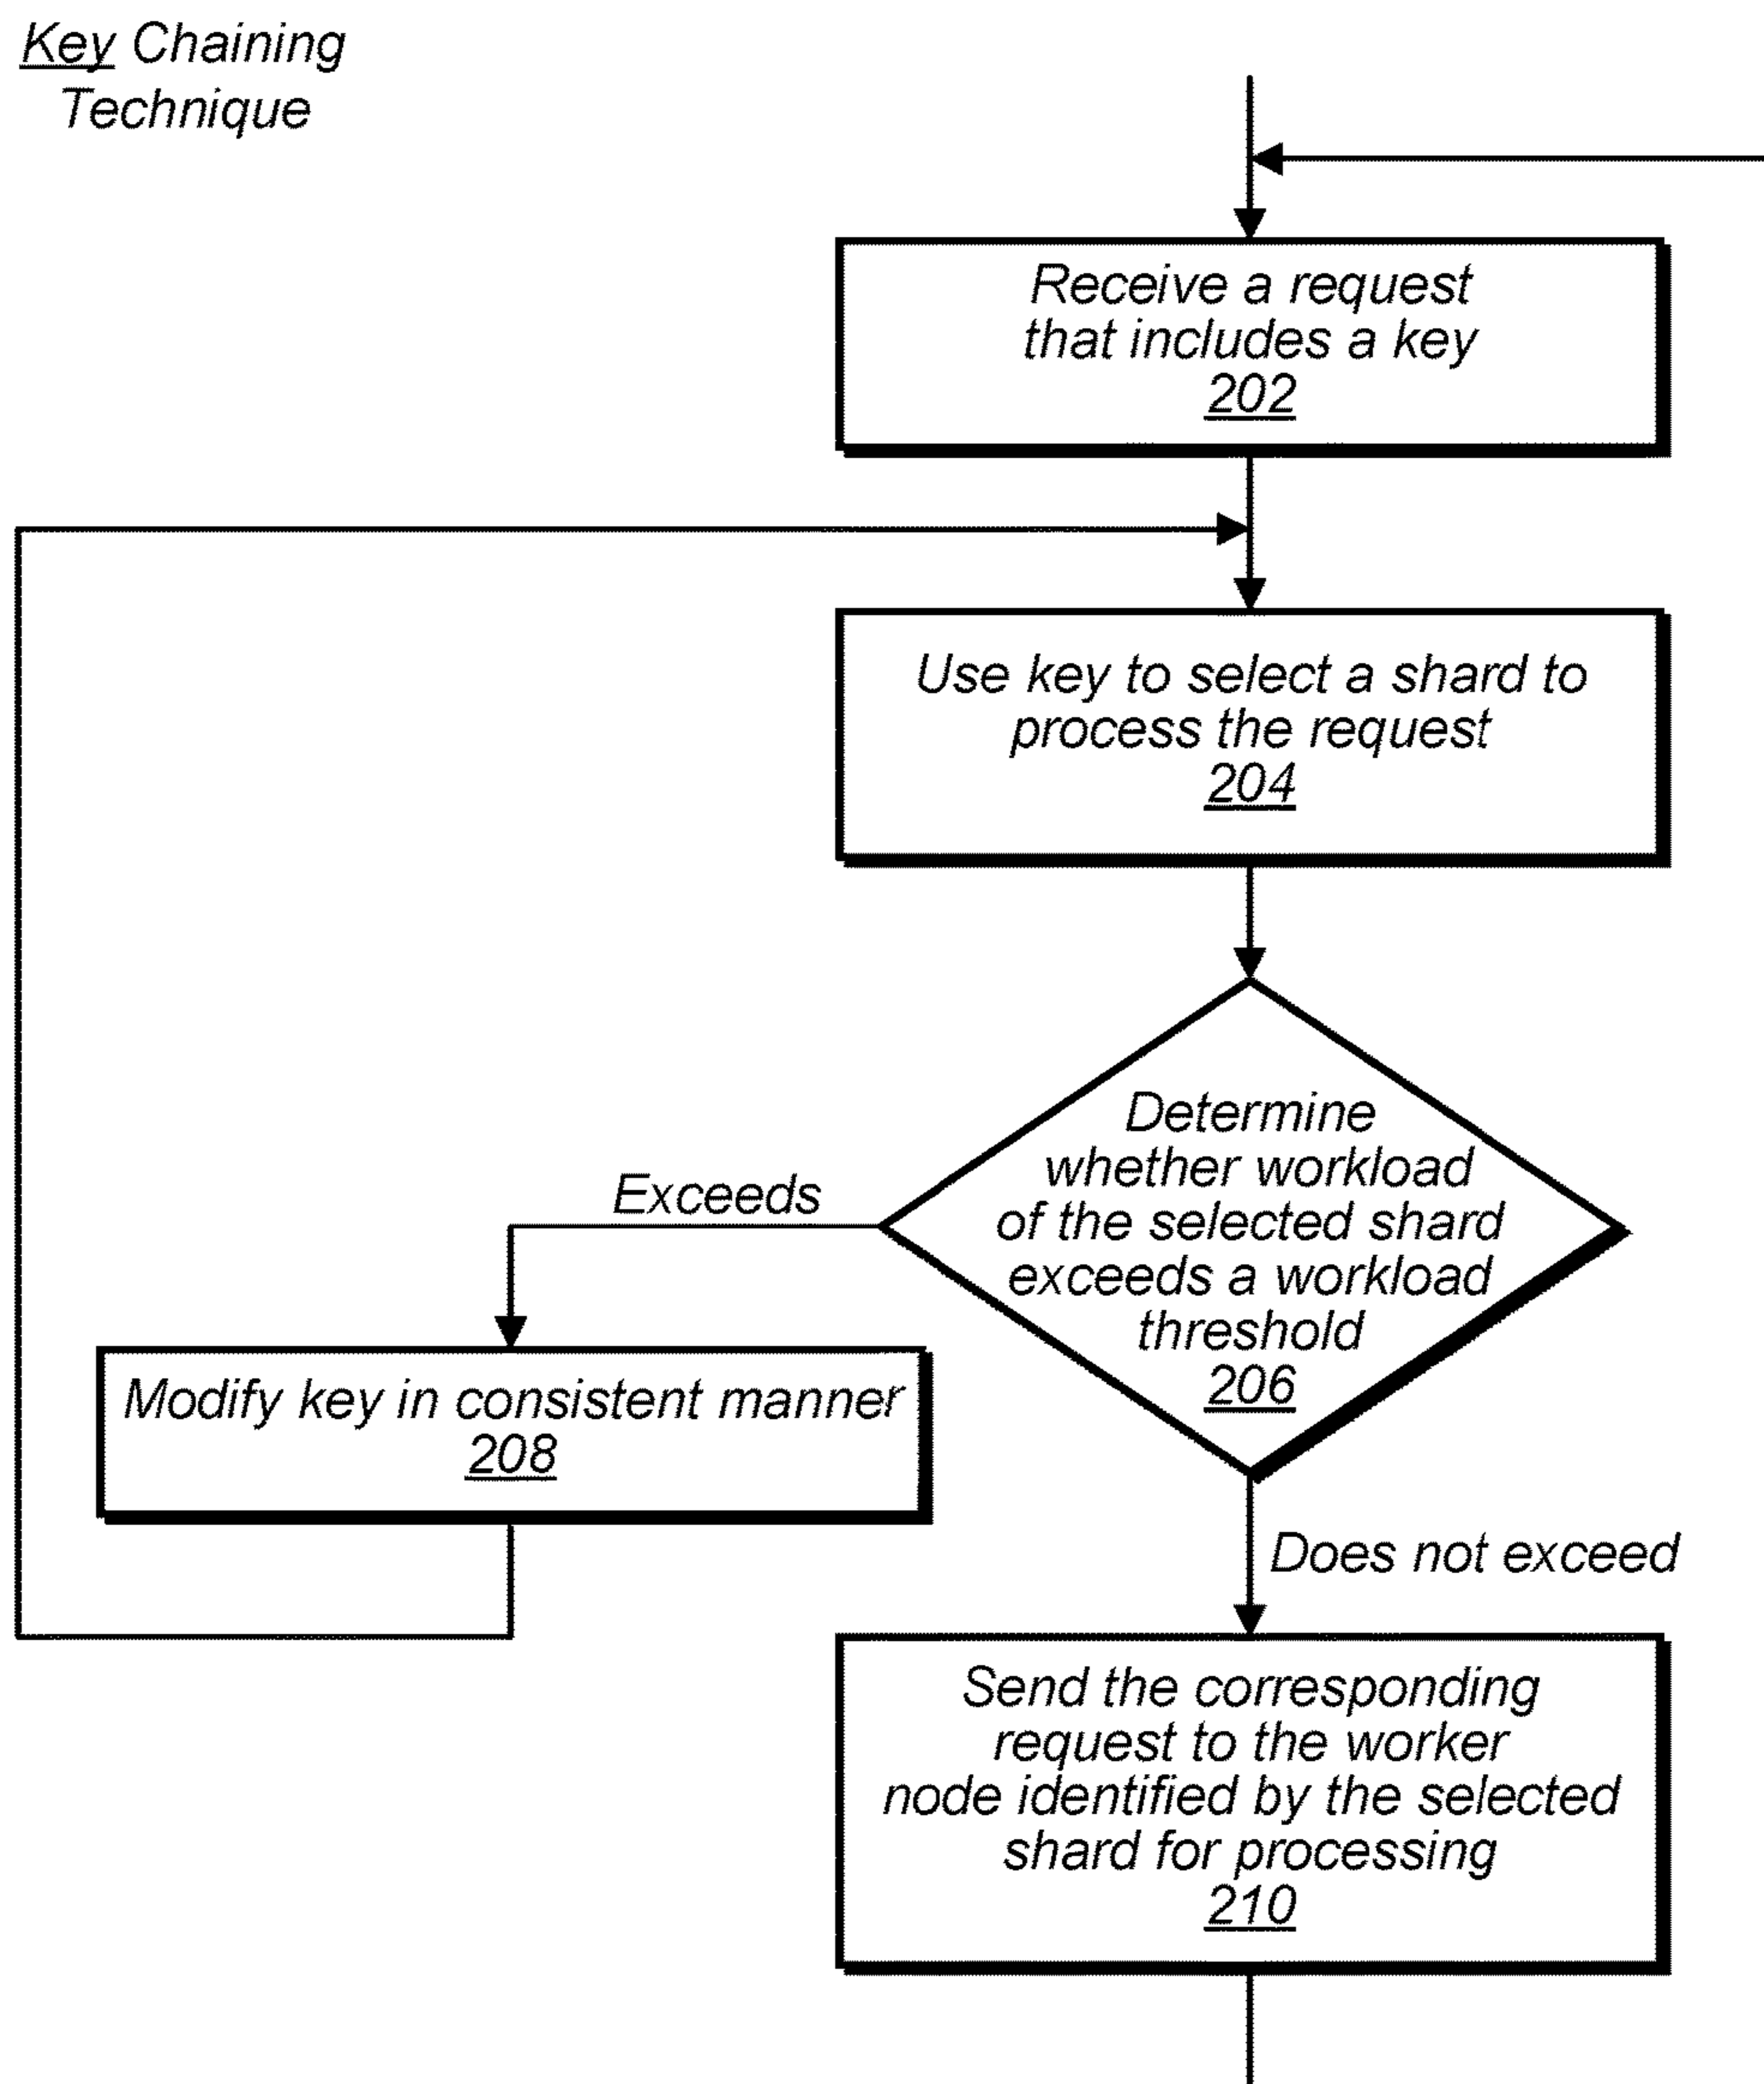 Key Chaining
Technique
Receive a request
that includes a key
202
Use key to select a shard to
process the request
204
Determine
whether workload
of the selected shard
exceeds a workload
threshold
206
Exceeds
Modify key in consistent manner
208
Does not exceed
Send the corresponding
request to the worker
node identified by the selected
shard for processing
210